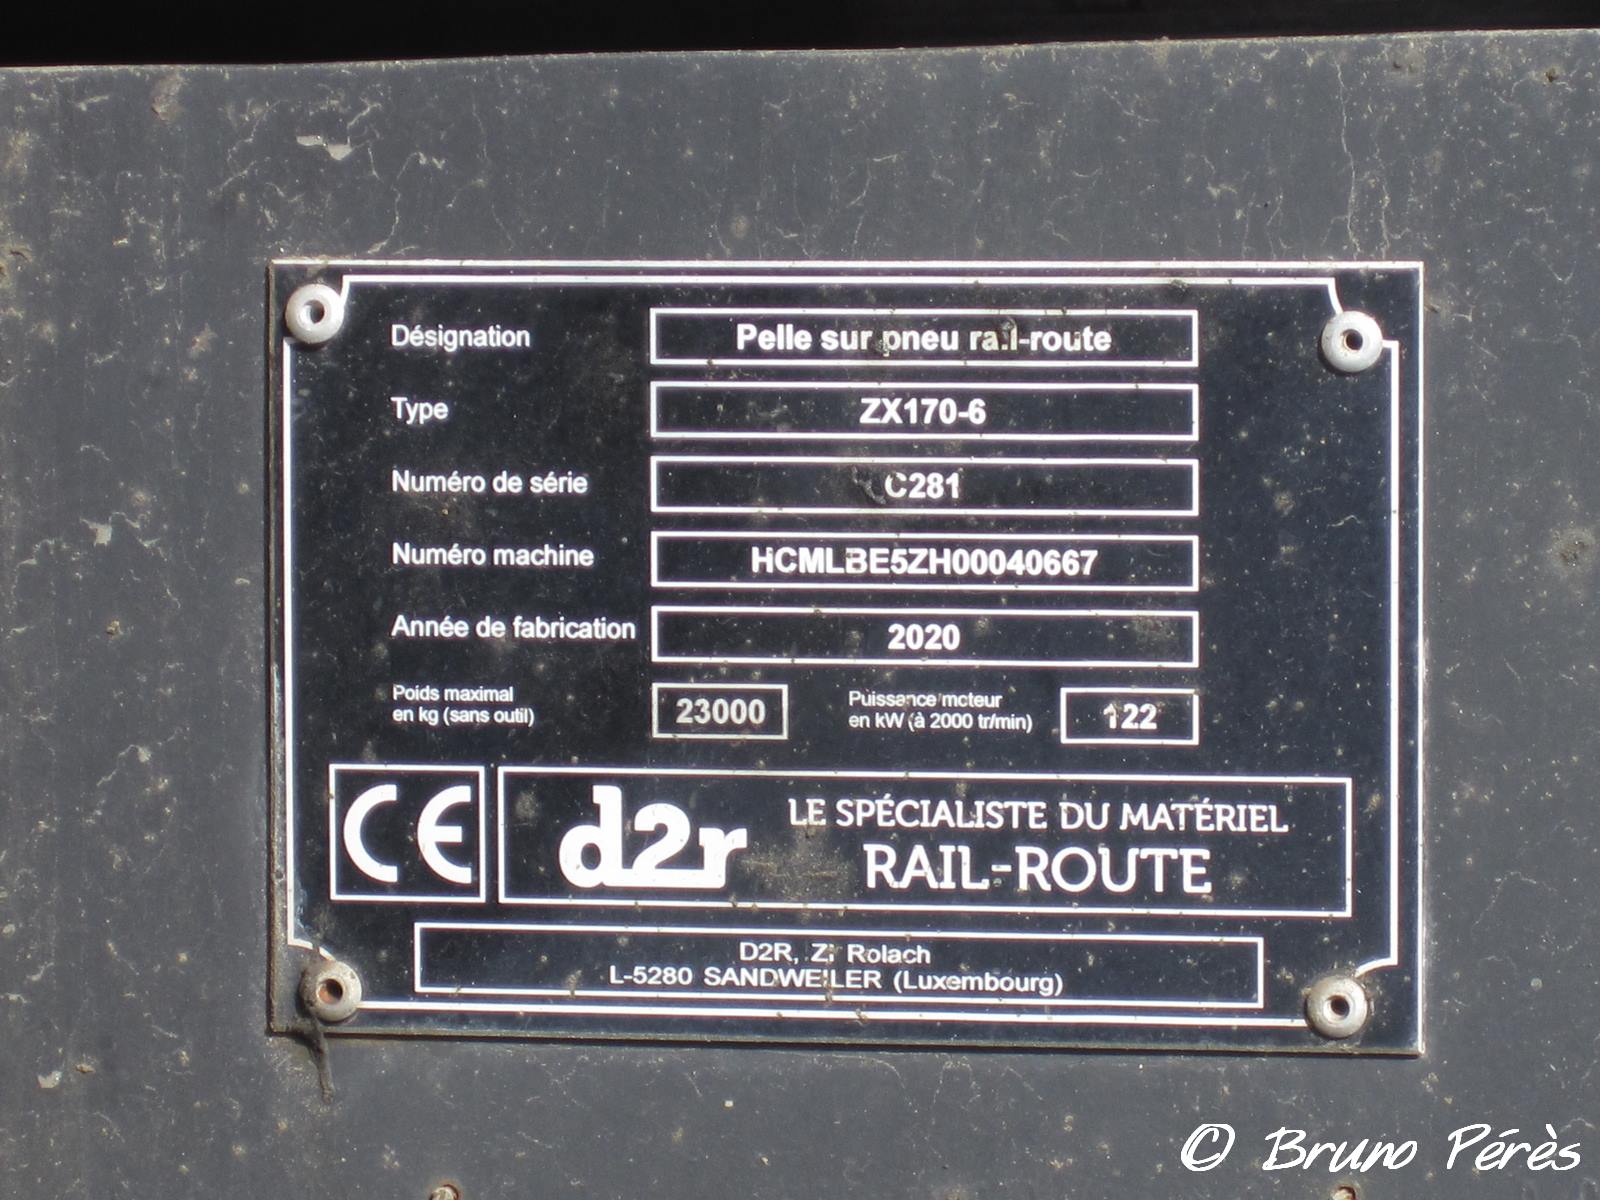 Désignation Pelle sur pneu rail-route
Type ZX170-6
Numéro de série C281
Numéro machine HCMLBE5ZH00040667
Année de fabrication 2020
Poids maximal
en kg (sans outil) 23000
Puissance moteur
en kW (à 2000 tr/min) 122
CE
d2r
LE SPÉCIALISTE DU MATÉRIEL
RAIL-ROUTE
D2R, Zi Rolach
L-5280 SANDWEILER (Luxembourg)
© Bruno Pérès